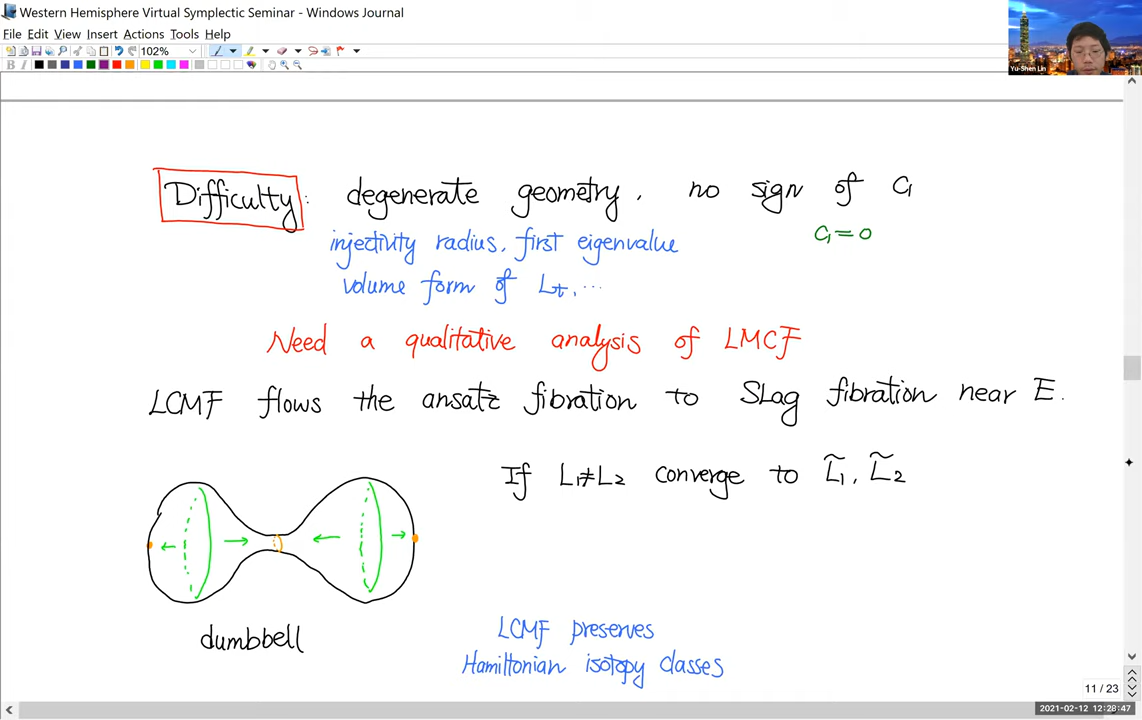 Western Hemisphere Virtual Symplectic Seminar - Windows Journal
File Edit View Insert Actions Tools Help
102%
B I
Yu-Shen Lin
Difficulty : degenerate geometry, no sign of C₁
injectivity radius, first eigenvalue C₁=0
volume form of Lt, ...
Need a qualitative analysis of LMCF
LCMF flows the ansatz fibration to SLag fibration near E.
If L₁≠L₂ converge to L̃₁, L̃₂
dumbbell
LCMF preserves
Hamiltonian isotopy classes
11 / 23
2021-02-12 12:28:47